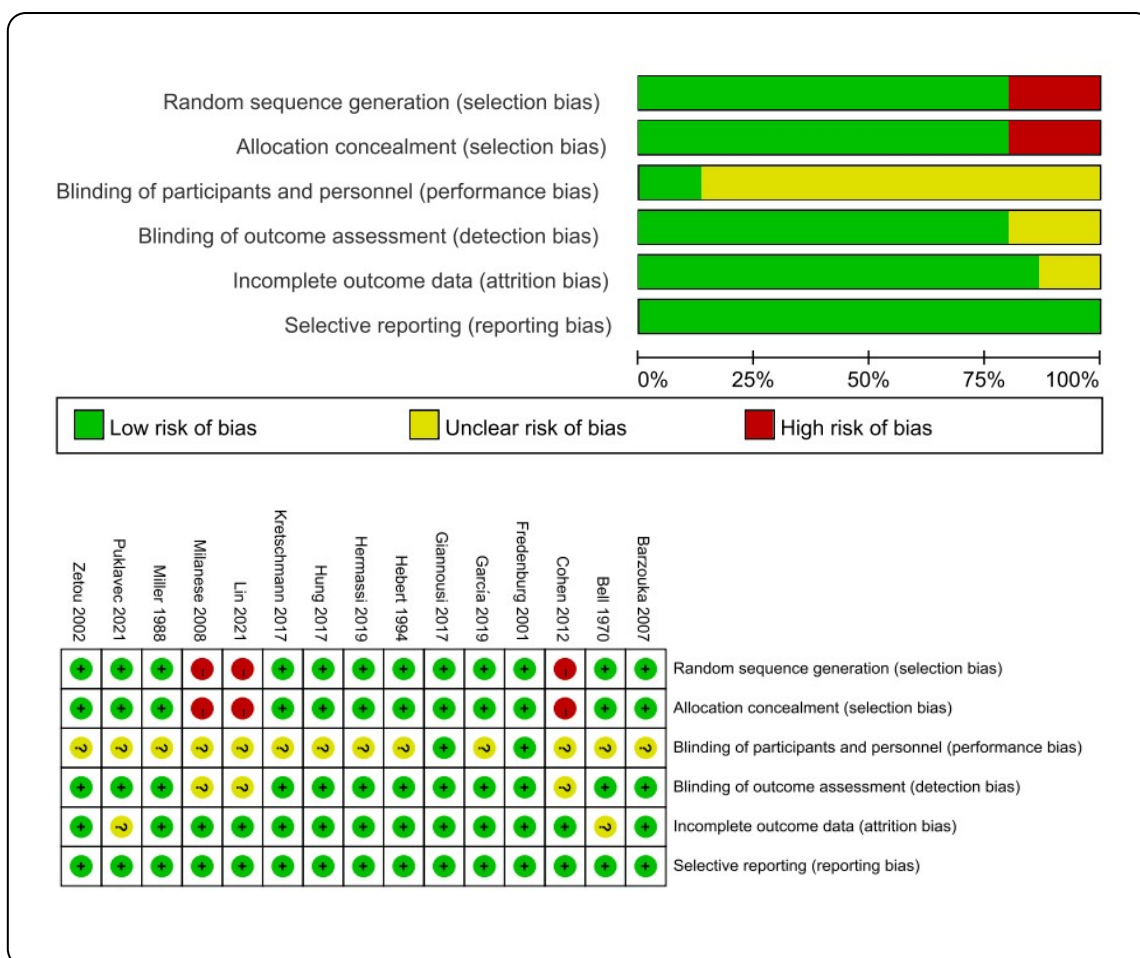 Random sequence generation (selection bias)
Allocation concealment (selection bias)
Blinding of participants and personnel (performance bias)
Blinding of outcome assessment (detection bias)
Incomplete outcome data (attrition bias)
Selective reporting (reporting bias)
0% 25% 50% 75% 100%
Low risk of bias Unclear risk of bias High risk of bias
Zetou 2002
Puklavec 2021
Miller 1988
Milanese 2008
Lin 2021
Kretschmann 2017
Hung 2017
Hermassi 2019
Hebert 1994
Giannousi 2017
García 2019
Fredenburg 2001
Cohen 2012
Bell 1970
Barzouka 2007
+ + + - - + + + + + + + - + + Random sequence generation (selection bias)
+ + + - - + + + + + + + - + + Allocation concealment (selection bias)
? ? ? ? ? ? ? ? ? + ? + ? ? ? Blinding of participants and personnel (performance bias)
+ + + ? ? + + + + + + + ? + + Blinding of outcome assessment (detection bias)
+ ? + + + + + + + + + + + ? + Incomplete outcome data (attrition bias)
+ + + + + + + + + + + + + + + Selective reporting (reporting bias)